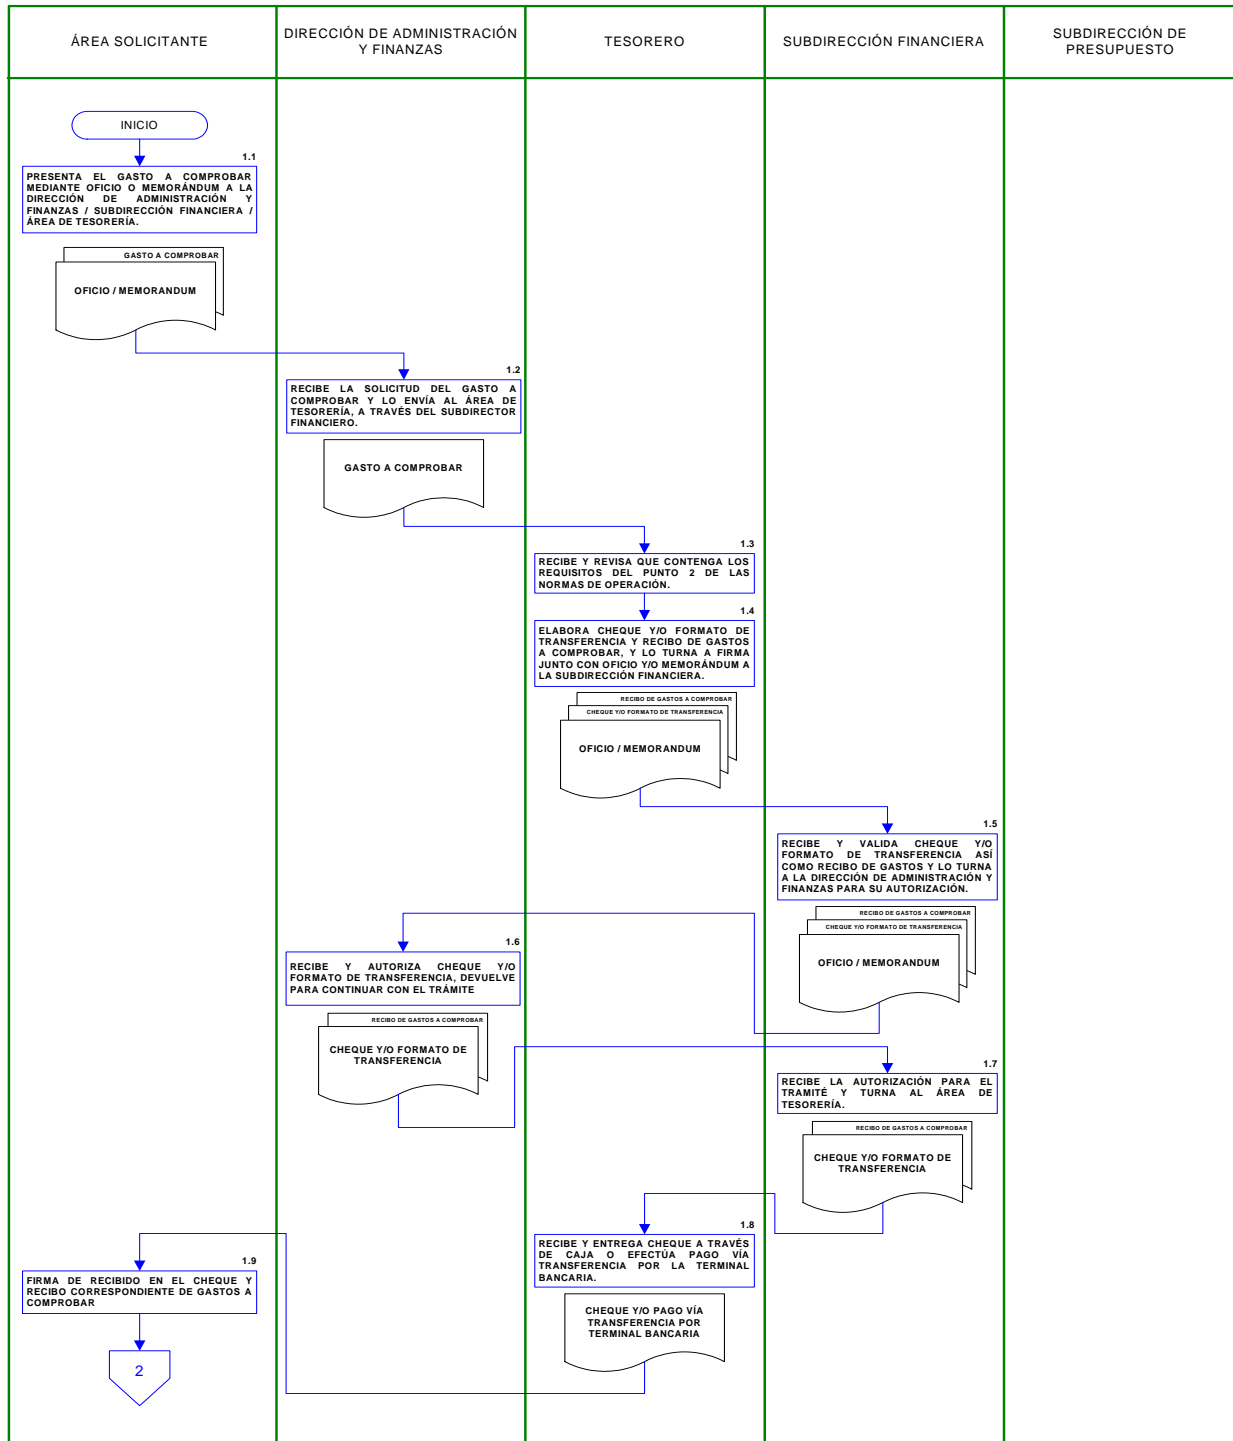 ÁREA SOLICITANTE
DIRECCIÓN DE ADMINISTRACIÓN
Y FINANZAS
TESORERO
SUBDIRECCIÓN FINANCIERA
SUBDIRECCIÓN DE
PRESUPUESTO
INICIO
1.1
PRESENTA EL GASTO A COMPROBAR
MEDIANTE OFICIO O MEMORÁNDUM A LA
DIRECCIÓN DE ADMINISTRACIÓN Y
FINANZAS / SUBDIRECCIÓN FINANCIERA /
ÁREA DE TESORERÍA.
GASTO A COMPROBAR
OFICIO / MEMORANDUM
1.2
RECIBE LA SOLICITUD DEL GASTO A
COMPROBAR Y LO ENVÍA AL ÁREA DE
TESORERÍA, A TRAVÉS DEL SUBDIRECTOR
FINANCIERO.
GASTO A COMPROBAR
1.3
RECIBE Y REVISA QUE CONTENGA LOS
REQUISITOS DEL PUNTO 2 DE LAS
NORMAS DE OPERACIÓN.
1.4
ELABORA CHEQUE Y/O FORMATO DE
TRANSFERENCIA Y RECIBO DE GASTOS
A COMPROBAR, Y LO TURNA A FIRMA
JUNTO CON OFICIO Y/O MEMORÁNDUM A
LA SUBDIRECCIÓN FINANCIERA.
RECIBO DE GASTOS A COMPROBAR
CHEQUE Y/O FORMATO DE TRANSFERENCIA
OFICIO / MEMORANDUM
1.5
RECIBE Y VALIDA CHEQUE Y/O
FORMATO DE TRANSFERENCIA ASÍ
COMO RECIBO DE GASTOS Y LO TURNA
A LA DIRECCIÓN DE ADMINISTRACIÓN Y
FINANZAS PARA SU AUTORIZACIÓN.
RECIBO DE GASTOS A COMPROBAR
CHEQUE Y/O FORMATO DE TRANSFERENCIA
OFICIO / MEMORANDUM
1.6
RECIBE Y AUTORIZA CHEQUE Y/O
FORMATO DE TRANSFERENCIA, DEVUELVE
PARA CONTINUAR CON EL TRÁMITE
RECIBO DE GASTOS A COMPROBAR
CHEQUE Y/O FORMATO DE
TRANSFERENCIA
1.7
RECIBE LA AUTORIZACIÓN PARA EL
TRAMITÉ Y TURNA AL ÁREA DE
TESORERÍA.
RECIBO DE GASTOS A COMPROBAR
CHEQUE Y/O FORMATO DE
TRANSFERENCIA
1.8
RECIBE Y ENTREGA CHEQUE A TRAVÉS
DE CAJA O EFECTÚA PAGO VÍA
TRANSFERENCIA POR LA TERMINAL
BANCARIA.
CHEQUE Y/O PAGO VÍA
TRANSFERENCIA POR
TERMINAL BANCARIA
1.9
FIRMA DE RECIBIDO EN EL CHEQUE Y
RECIBO CORRESPONDIENTE DE GASTOS A
COMPROBAR
2